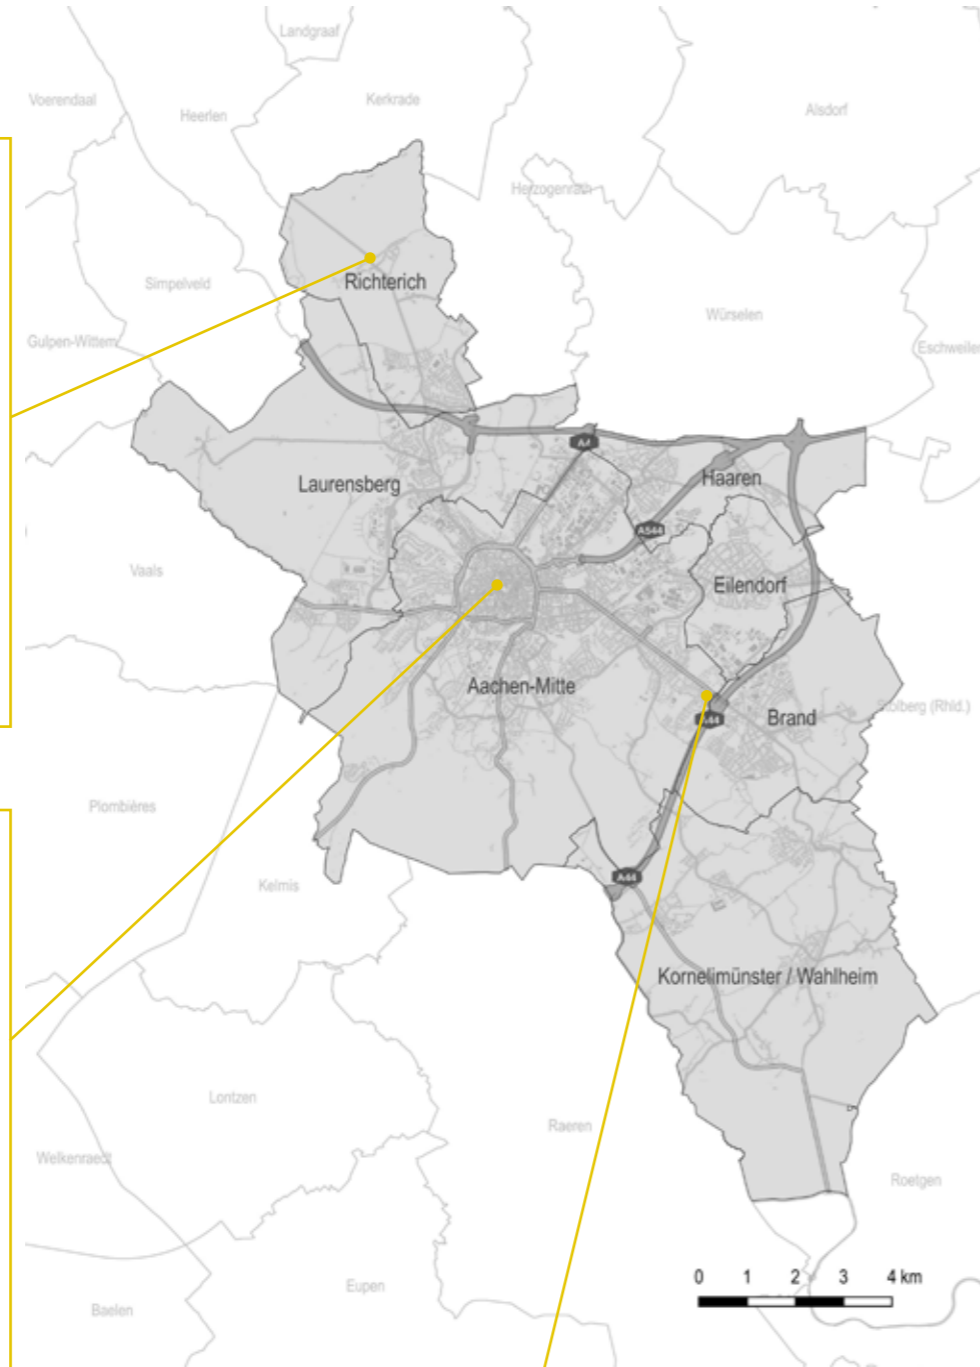 Landgraaf
Voerendaal
Kerkrade
Alsdorf
Heerlen
Herzogenrath
Richterich
Simpelveld
Würselen
Gulpen-Wittem
Eschweiler
A4
Laurensberg
Haaren
A544
Vaals
Eilendorf
Aachen-Mitte
Stolberg (Rhld.)
A44
Brand
Plombières
A44
Kelmis
Kornelimünster / Wahlheim
Lontzen
Raeren
Welkenraedt
Roetgen
0 1 2 3 4 km
Eupen
Baelen